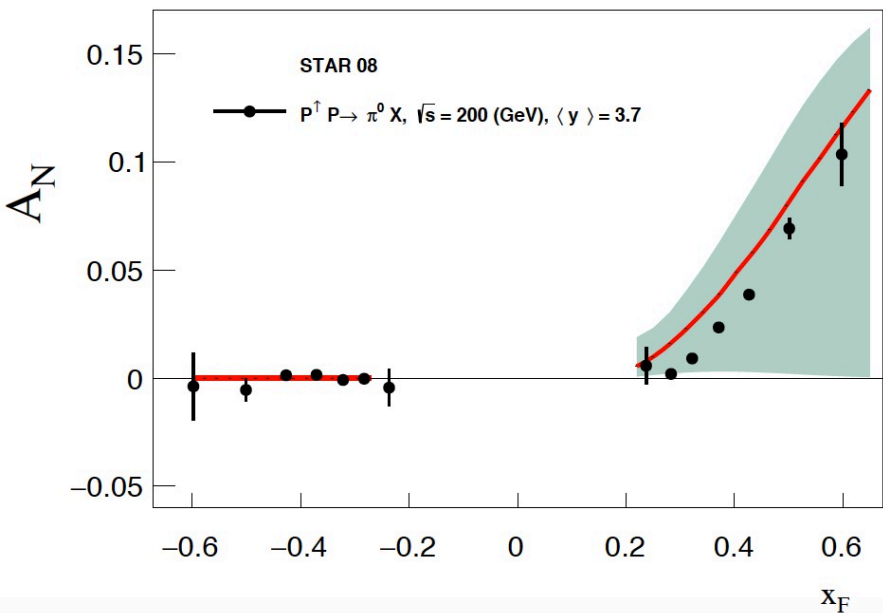 0.15
STAR 08
P↑ P→ π⁰ X, √s = 200 (GeV), ⟨ y ⟩ = 3.7
0.1
A_N
0.05
0
−0.05
−0.6 −0.4 −0.2 0 0.2 0.4 0.6
x_F